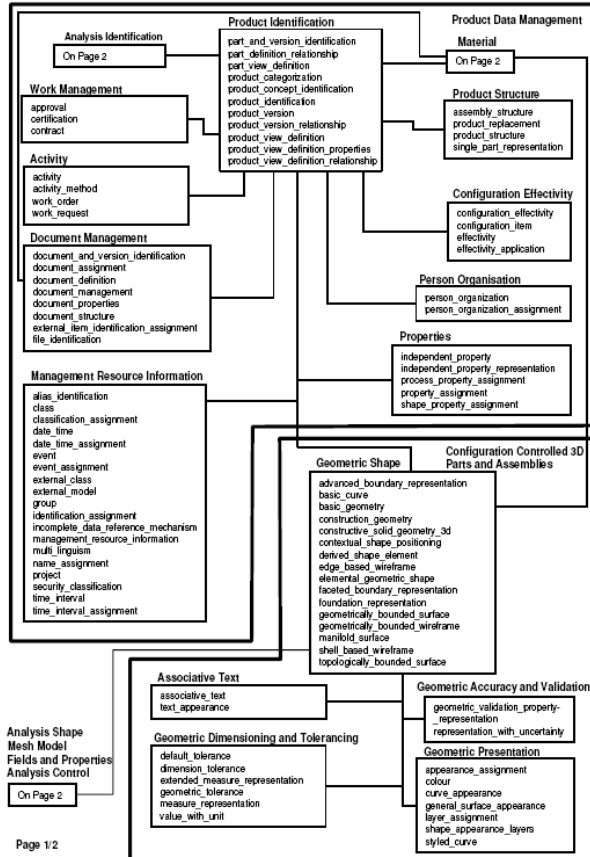 Product Identification
part_and_version_identification
part_definition_relationship
part_view_definition
product_categorization
product_concept_identification
product_identification
product_version
product_version_relationship
product_view_definition
product_view_definition_properties
product_view_definition_relationship
Product Data Management
Analysis Identification
On Page 2
Material
On Page 2
Work Management
approval
certification
contract
Product Structure
assembly_structure
product_replacement
product_structure
single_part_representation
Activity
activity
activity_method
work_order
work_request
Configuration Effectivity
configuration_effectivity
configuration_item
effectivity
effectivity_application
Document Management
document_and_version_identification
document_assignment
document_definition
document_management
document_properties
document_structure
external_item_identification_assignment
file_identification
Person Organisation
person_organization
person_organization_assignment
Properties
independent_property
independent_property_representation
process_property_assignment
property_assignment
shape_property_assignment
Management Resource Information
alias_identification
class
classification_assignment
date_time
date_time_assignment
event
event_assignment
external_class
external_model
group
identification_assignment
incomplete_data_reference_mechanism
management_resource_information
multi_linguism
name_assignment
project
security_classification
time_interval
time_interval_assignment
Configuration Controlled 3D
Parts and Assemblies
Geometric Shape
advanced_boundary_representation
basic_curve
basic_geometry
construction_geometry
constructive_solid_geometry_3d
contextual_shape_positioning
derived_shape_element
edge_based_wireframe
elemental_geometric_shape
faceted_boundary_representation
foundation_representation
geometrically_bounded_surface
geometrically_bounded_wireframe
manifold_surface
shell_based_wireframe
topologically_bounded_surface
Associative Text
associative_text
text_appearance
Geometric Accuracy and Validation
geometric_validation_property-
_representation
representation_with_uncertainty
Geometric Dimensioning and Tolerancing
default_tolerance
dimension_tolerance
extended_measure_representation
geometric_tolerance
measure_representation
value_with_unit
Geometric Presentation
appearance_assignment
colour
curve_appearance
general_surface_appearance
layer_assignment
shape_appearance_layers
styled_curve
Analysis Shape
Mesh Model
Fields and Properties
Analysis Control
On Page 2
Page 1/2